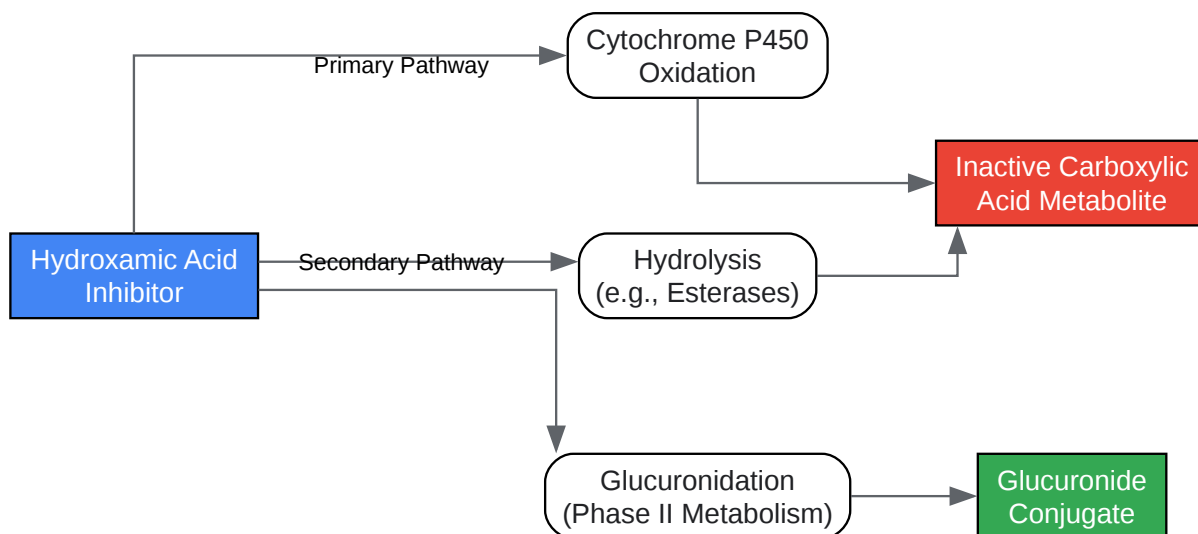 Cytochrome P450
Oxidation
Primary Pathway
Inactive Carboxylic
Acid Metabolite
Hydroxamic Acid
Inhibitor
Secondary Pathway
Hydrolysis
(e.g., Esterases)
Glucuronidation
(Phase II Metabolism)
Glucuronide
Conjugate